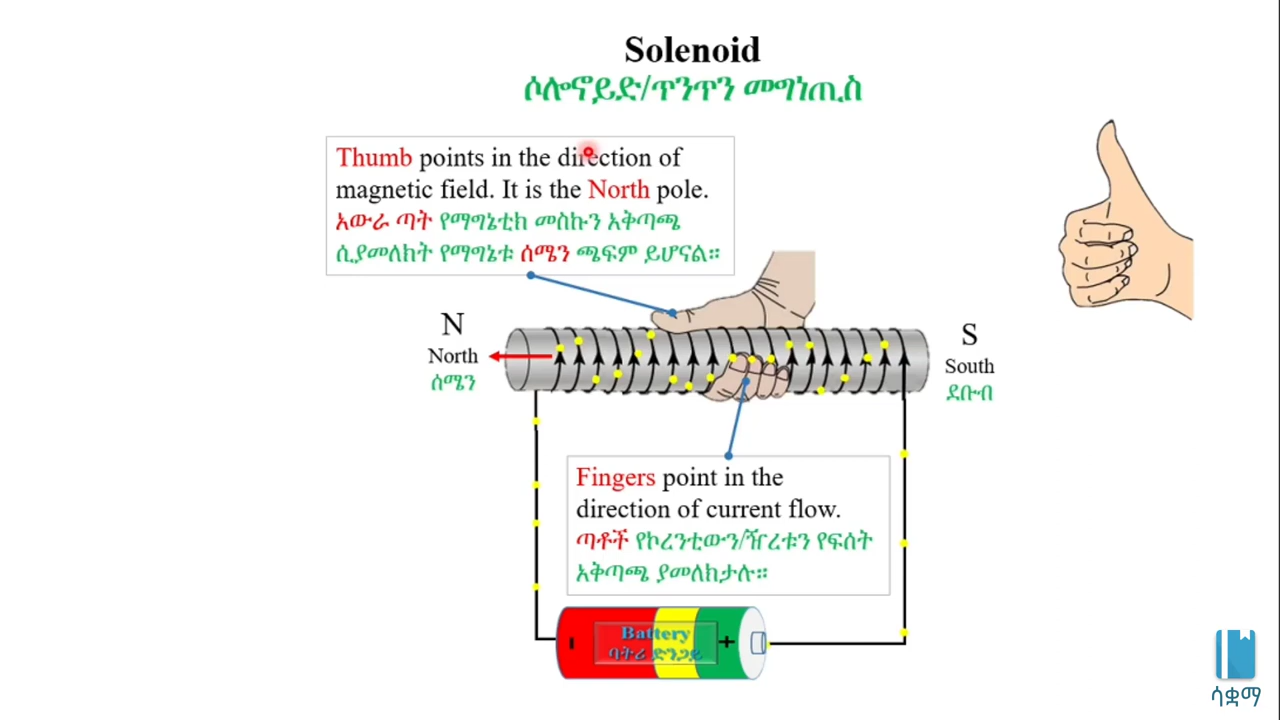 Solenoid
ሶሎኖይድ/ጥንጥን መግነጢስ
Thumb points in the direction of
magnetic field. It is the North pole.
አውራ ጣት የማግኔቲክ መስኩን አቅጣጫ
ሲያመለክት የማግኔቱ ሰሜን ጫፍም ይሆናል።
N
North
ሰሜን
S
South
ደቡብ
Fingers point in the
direction of current flow.
ጣቶች የኮረንቲውን/ዥረቱን የፍሰት
አቅጣጫ ያመለክታሉ።
- Battery +
ባትሪ ድንጋይ
ሳቋማ